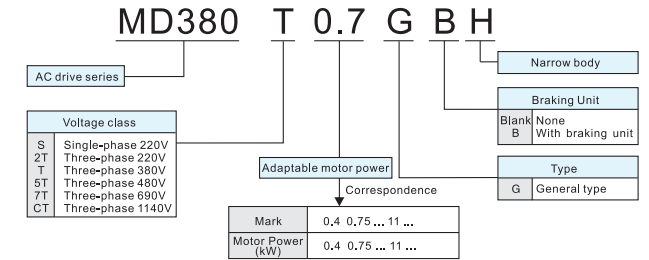 MD380 T 0.7 G B H
Narrow body
AC drive series
Braking Unit
Blank None
B With braking unit
Voltage class
S Single-phase 220V
2T Three-phase 220V
T Three-phase 380V
5T Three-phase 480V
7T Three-phase 690V
CT Three-phase 1140V
Adaptable motor power
Type
G General type
Correspondence
Mark 0.4 0.75 ... 11 ...
Motor Power (kW) 0.4 0.75 ... 11 ...